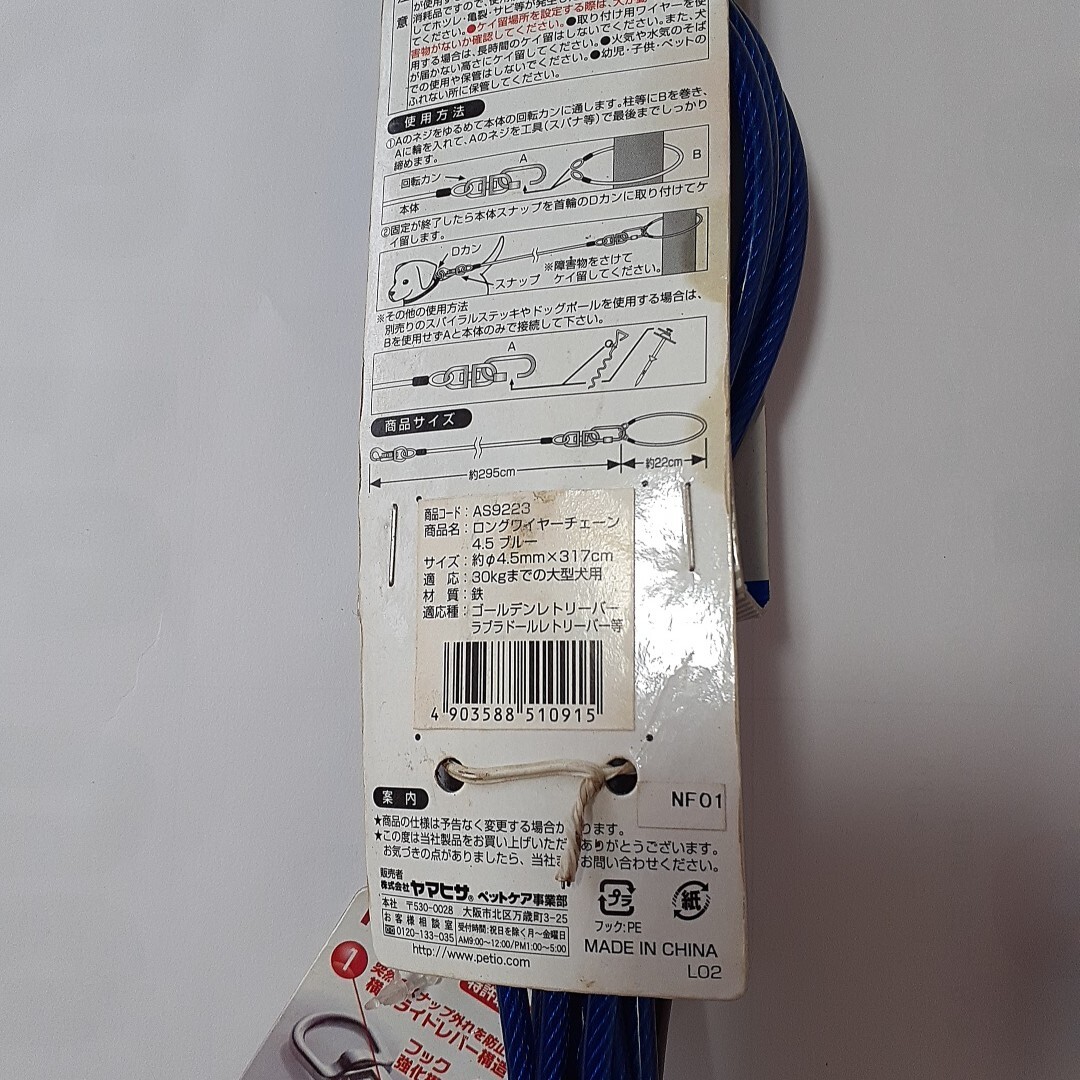 消耗品ですので、使用
意
してホツレ・亀裂・サビ等が発生し
てください。●ケイ留場所を設定する際は、
害物がないか確認してください。●取り付け用ワイヤーを使
用する場合は、長時間のケイ留はしないでください。また、犬
が届かない高さにケイ留してください。●火気や水気のそば
での使用や保管はしないでください。●幼児・子供・ペットの
ふれない所に保管してください。
使用方法
①Aのネジをゆるめて本体の回転カンに通します。柱等にBを巻き、
Aに輪を入れて、Aのネジを工具(スパナ等)で最後までしっかり
締めます。
回転カン
A
B
本体
②固定が終了したら本体スナップを首輪のDカンに取り付けてケ
イ留します。
Dカン
スナップ
※障害物をさけて
ケイ留してください。
※その他の使用方法
別売りのスパイラルステッキやドッグポールを使用する場合は、
Bを使用せずAと本体のみで接続して下さい。
A
商品サイズ
約295cm
約22cm
商品コード：AS9223
商品名：ロングワイヤーチェーン
4.5 ブルー
サイズ：約φ4.5mm×317cm
適　応：30kgまでの大型犬用
材　質：鉄
適応種：ゴールデンレトリーバー
ラブラドールレトリーバー等
4 903588 510915
NF01
案内
★商品の仕様は予告なく変更する場合が ります。
★この度は当社製品をお買い上げいただ ありがとうございます。
お気づきの点がありましたら、当社 お問い合わせください。
販売者
株式会社ヤマヒサ® ペットケア事業部
本社 〒530-0028 大阪市北区万歳町3-25
お客様相談室 受付時間：祝日を除く月～金曜日
0120-133-035 AM9:00～12:00/PM1:00～5:00
http://www.petio.com
プラ
フック：PE
紙
MADE IN CHINA
L02
1
突然
ナップ外れを防止
ライドレバー構造
フック
強化